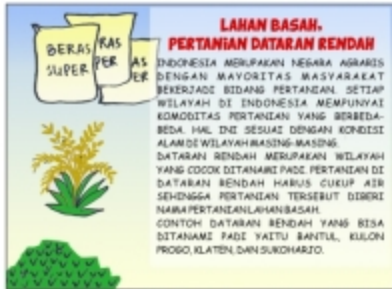 LAHAN BASAH.
PERTANIAN DATARAN RENDAH
BERAS
SUPER
RAS
PER
AS
ER
INDONESIA MERUPAKAN NEGARA AGRARIS
DENGAN MAYORITAS MASYARAKAT
BEKERJADI BIDANG PERTANIAN. SETIAP
WILAYAH DI INDONESIA MEMPUNYAI
KOMODITAS PERTANIAN YANG BERBEDA-
BEDA. HAL INI SESUAI DENGAN KONDISI
ALAM DI WILAYAH MASING-MASING.
DATARAN RENDAH MERUPAKAN WILAYAH
YANG COCOK DITANAMI PADI. PERTANIAN DI
DATARAN RENDAH HARUS CUKUP AIR
SEHINGGA PERTANIAN TERSEBUT DIBERI
NAMA PERTANIAN LAHAN BASAH.
CONTOH DATARAN RENDAH YANG BISA
DITANAMI PADI YAITU BANTUL, KULON
PROGO, KLATEN, DAN SUKOHARJO.